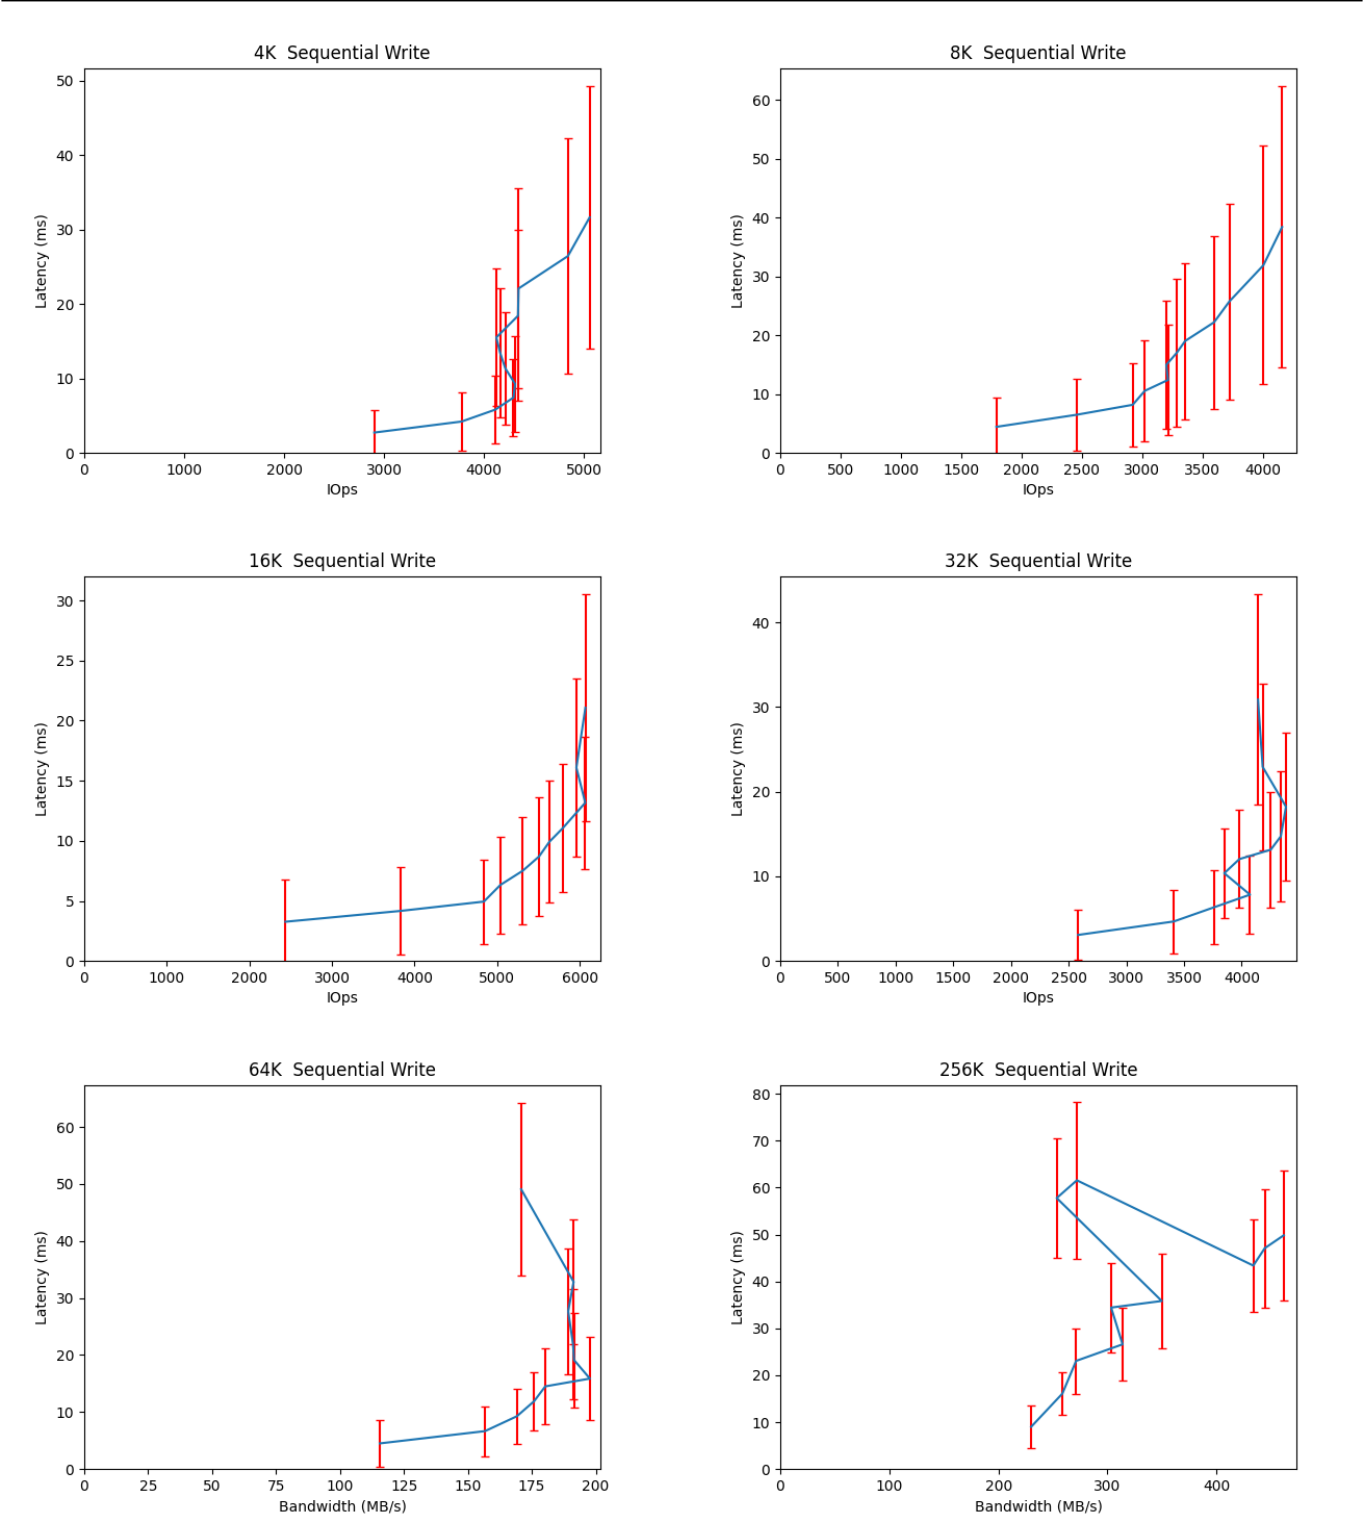 4K  Sequential Write
50
40
30
20
10
0
Latency (ms)
0 1000 2000 3000 4000 5000
IOps
8K  Sequential Write
60
50
40
30
20
10
0
Latency (ms)
0 500 1000 1500 2000 2500 3000 3500 4000
IOps
16K  Sequential Write
30
25
20
15
10
5
0
Latency (ms)
0 1000 2000 3000 4000 5000 6000
IOps
32K  Sequential Write
40
30
20
10
0
Latency (ms)
0 500 1000 1500 2000 2500 3000 3500 4000
IOps
64K  Sequential Write
60
50
40
30
20
10
0
Latency (ms)
0 25 50 75 100 125 150 175 200
Bandwidth (MB/s)
256K  Sequential Write
80
70
60
50
40
30
20
10
0
Latency (ms)
0 100 200 300 400
Bandwidth (MB/s)